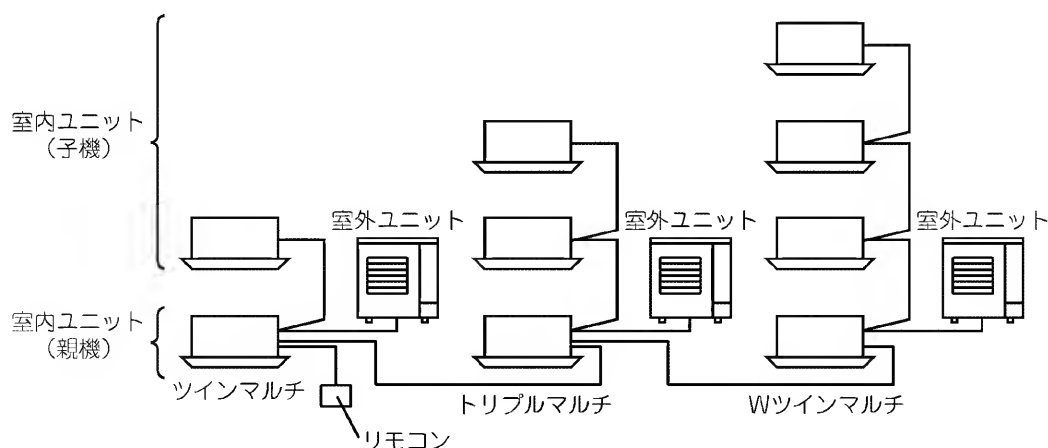 室内ユニット
（子機）
室外ユニット
室外ユニット
室外ユニット
室内ユニット
（親機）
ツインマルチ
トリプルマルチ
Wツインマルチ
リモコン